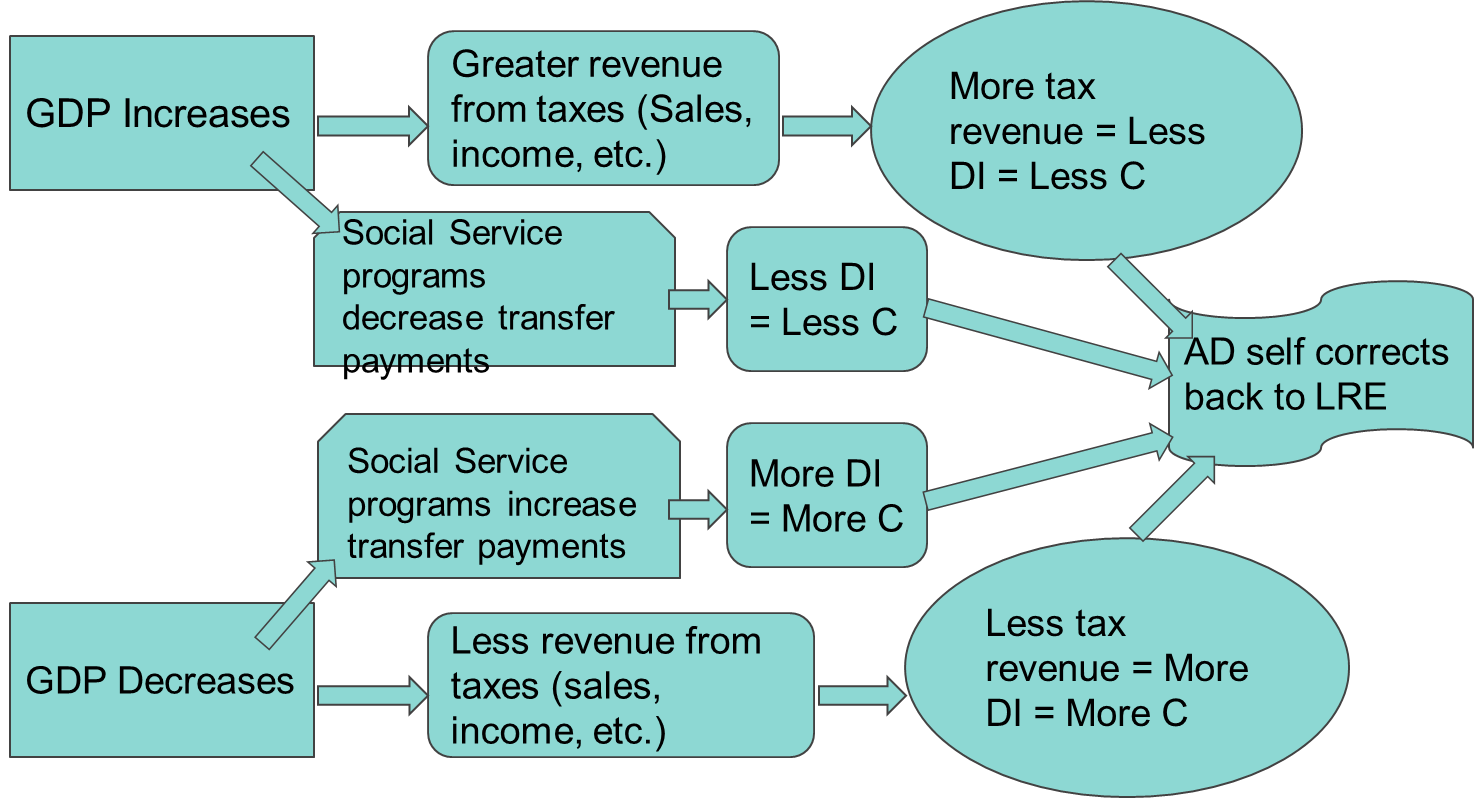 GDP Increases
Greater revenue
from taxes (Sales,
income, etc.)
More tax
revenue = Less
DI = Less C
Social Service
programs
decrease transfer
payments
Less DI
= Less C
AD self corrects
back to LRE
Social Service
programs increase
transfer payments
More DI
= More C
GDP Decreases
Less revenue from
taxes (sales,
income, etc.)
Less tax
revenue = More
DI = More C